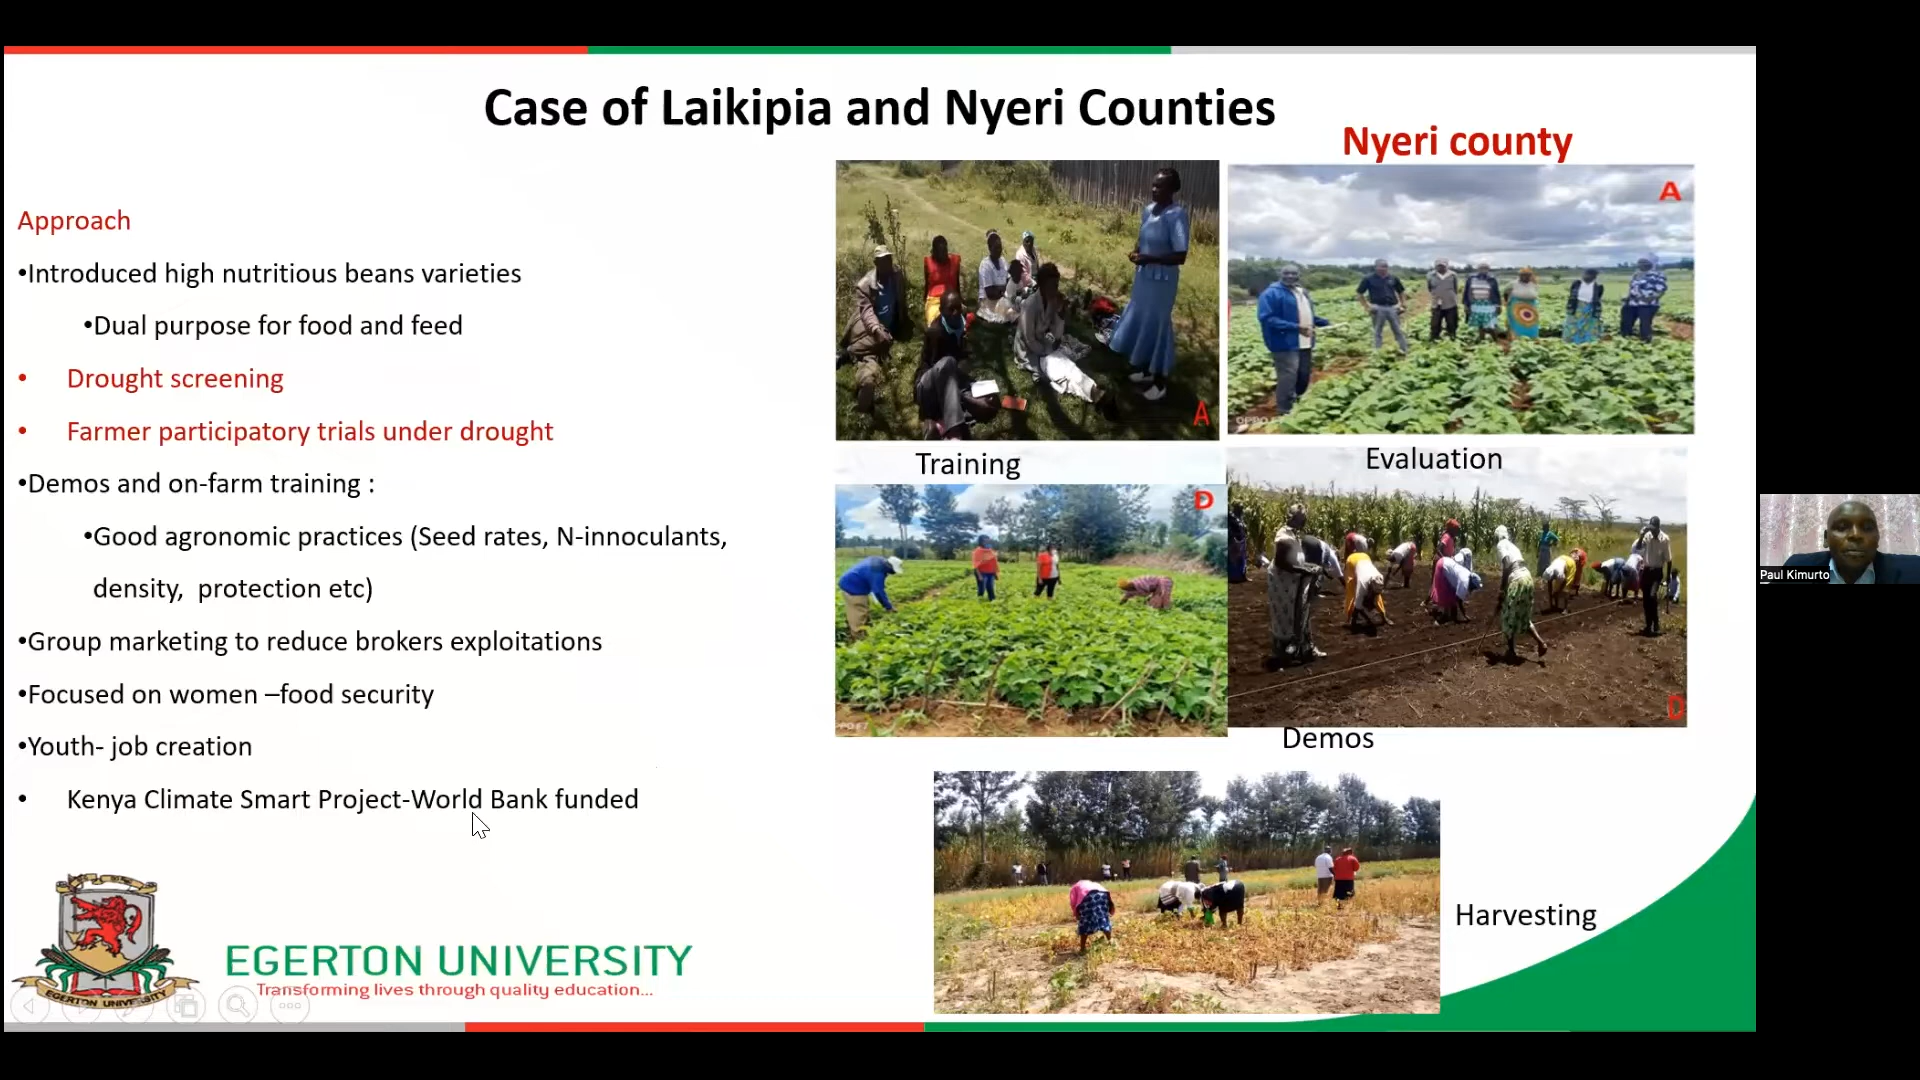 Case of Laikipia and Nyeri Counties
Nyeri county
Approach
•Introduced high nutritious beans varieties
•Dual purpose for food and feed
• Drought screening
• Farmer participatory trials under drought
•Demos and on-farm training :
•Good agronomic practices (Seed rates, N-innoculants,
density, protection etc)
•Group marketing to reduce brokers exploitations
•Focused on women –food security
•Youth- job creation
• Kenya Climate Smart Project-World Bank funded
A
A
Training
Evaluation
D
D
Demos
Harvesting
EGERTON UNIVERSITY
EGERTON UNIVERSITY
Transforming lives through quality education...
Paul Kimurto